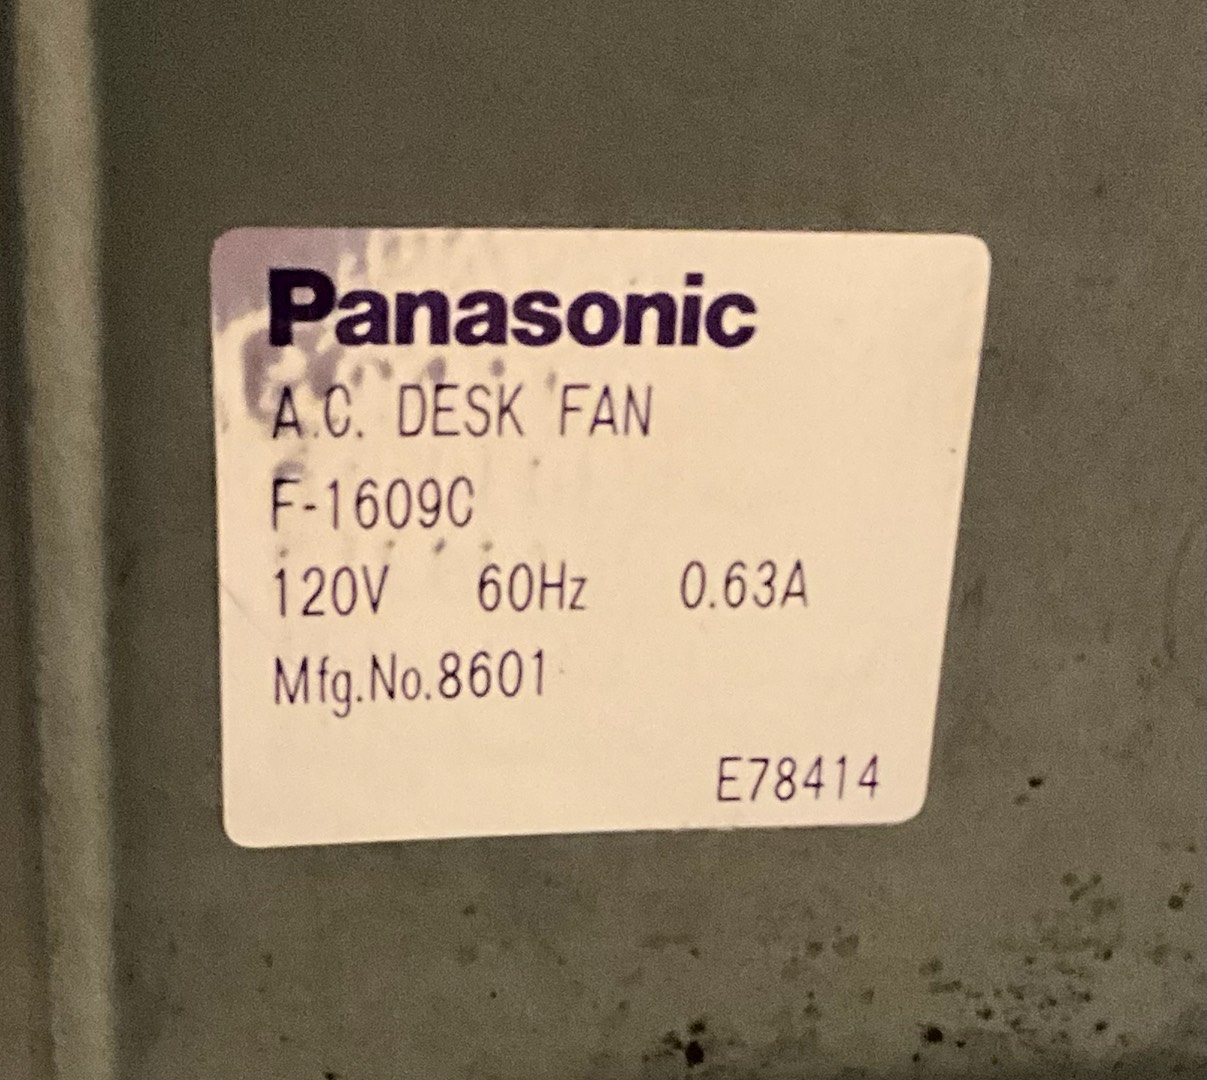 Panasonic
A.C. DESK FAN
F-1609C
120V 60Hz 0.63A
Mfg.No.8601
E78414